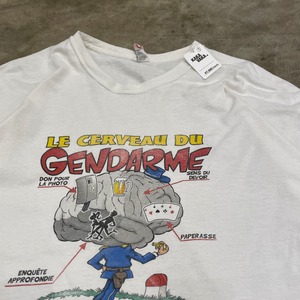 LE CERVEAU DU
GENDARME
DON POUR
LA PHOTO
SENS DU
DEVOIR
PAPERASSE
ENQUÊTE
APPROFONDIE